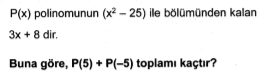 P(x) polinomunun (x² – 25) ile bölümünden kalan
3x + 8 dir.
Buna göre, P(5) + P(–5) toplamı kaçtır?